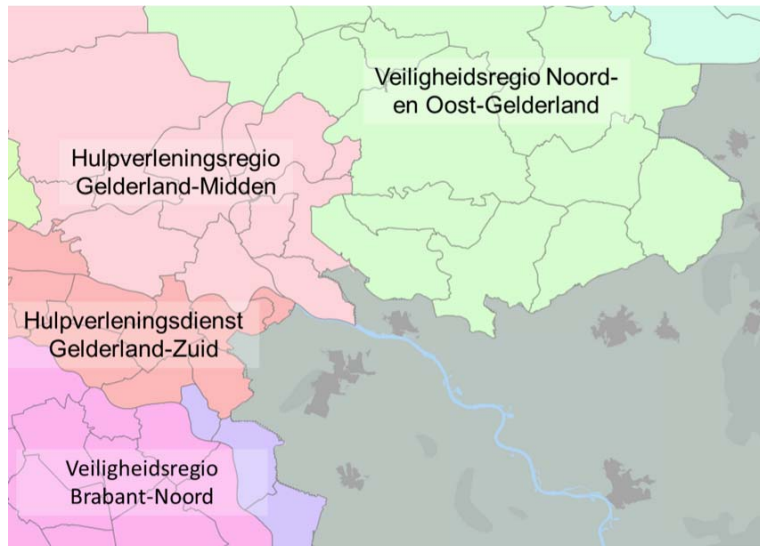 Veiligheidsregio Noord-
en Oost-Gelderland
Hulpverleningsregio
Gelderland-Midden
Hulpverleningsdienst
Gelderland-Zuid
Veiligheidsregio
Brabant-Noord